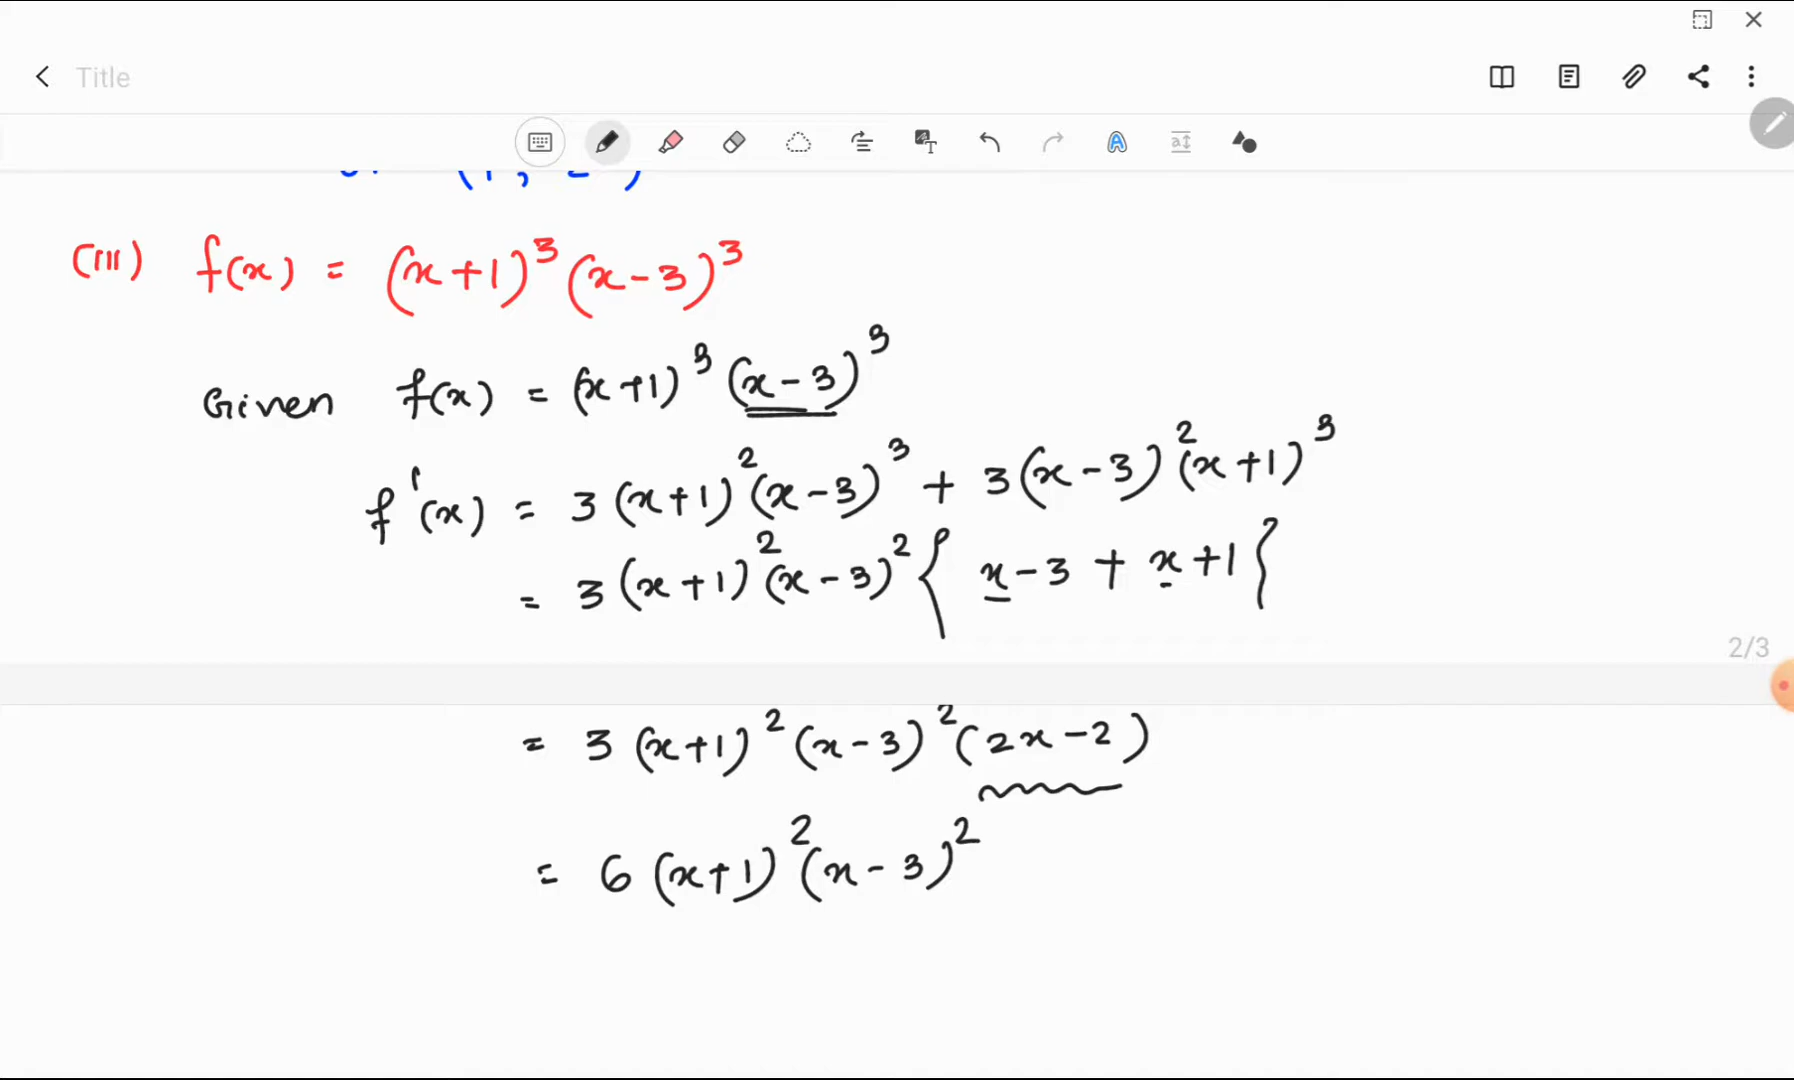 Title
(III) f(x) = (x+1)³(x-3)³
Given f(x) = (x+1)³(x-3)³
f'(x) = 3(x+1)²(x-3)³ + 3(x-3)²(x+1)³
= 3(x+1)²(x-3)² { x-3 + x+1 }
2/3
= 3(x+1)²(x-3)²(2x-2)
= 6(x+1)²(x-3)²